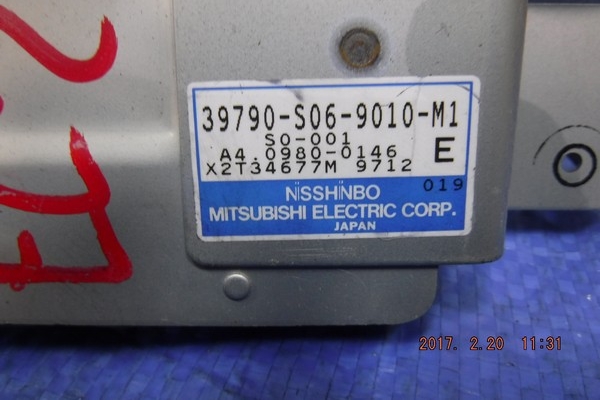 39790-S06-9010-M1
S0-001
A4.0980-0146 E
X2T34677M 9712
019
NISSHINBO
MITSUBISHI ELECTRIC CORP.
JAPAN
2017. 2.20 11:31